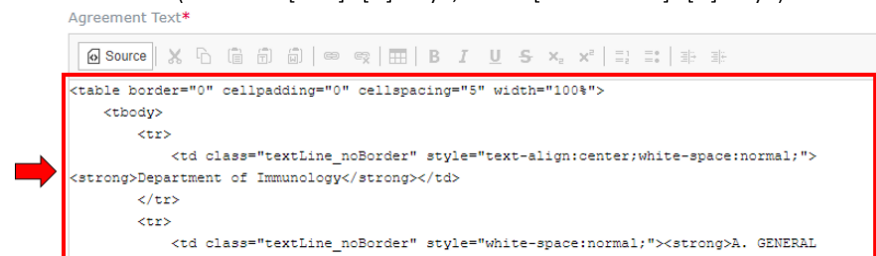 Agreement Text*
Source B I U S x₂ x²
<table border="0" cellpadding="0" cellspacing="5" width="100%">
<tbody>
<tr>
<td class="textLine_noBorder" style="text-align:center;white-space:normal;">
<strong>Department of Immunology</strong></td>
</tr>
<tr>
<td class="textLine_noBorder" style="white-space:normal;"><strong>A. GENERAL